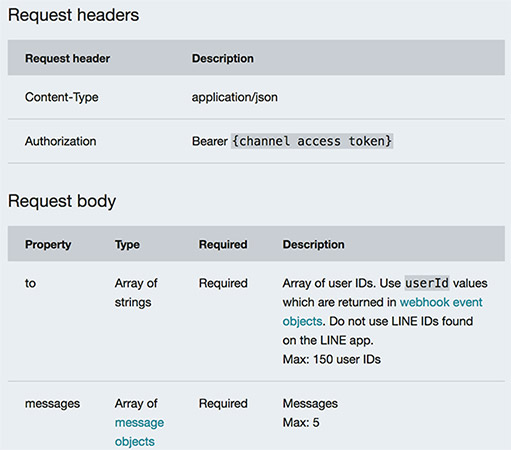 Request headers
Request header Description
Content-Type application/json
Authorization Bearer {channel access token}
Request body
Property Type Required Description
to Array of strings Required Array of user IDs. Use userId values
which are returned in webhook event
objects. Do not use LINE IDs found
on the LINE app.
Max: 150 user IDs
messages Array of message objects Required Messages
Max: 5